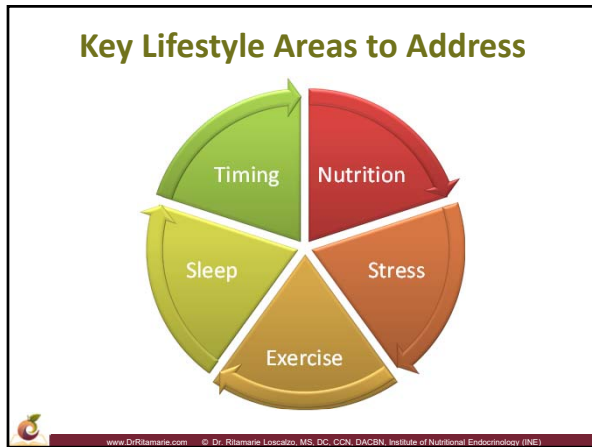 Key Lifestyle Areas to Address
Timing
Nutrition
Sleep
Stress
Exercise
www.DrRitamarie.com © Dr. Ritamarie Loscalzo, MS, DC, CCN, DACBN, Institute of Nutritional Endocrinology (INE)